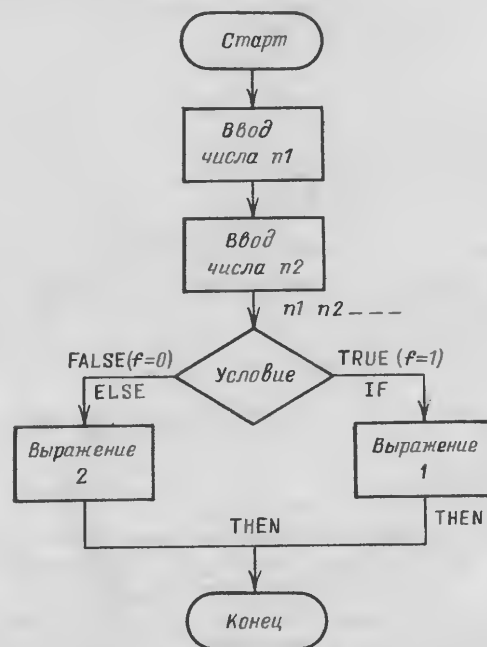 Старт
Ввод
числа n1
Ввод
числа n2
n1 n2 ----
FALSE(f=0)
ELSE
Условие
TRUE (f=1)
IF
Выражение
2
Выражение
1
THEN
THEN
Конец